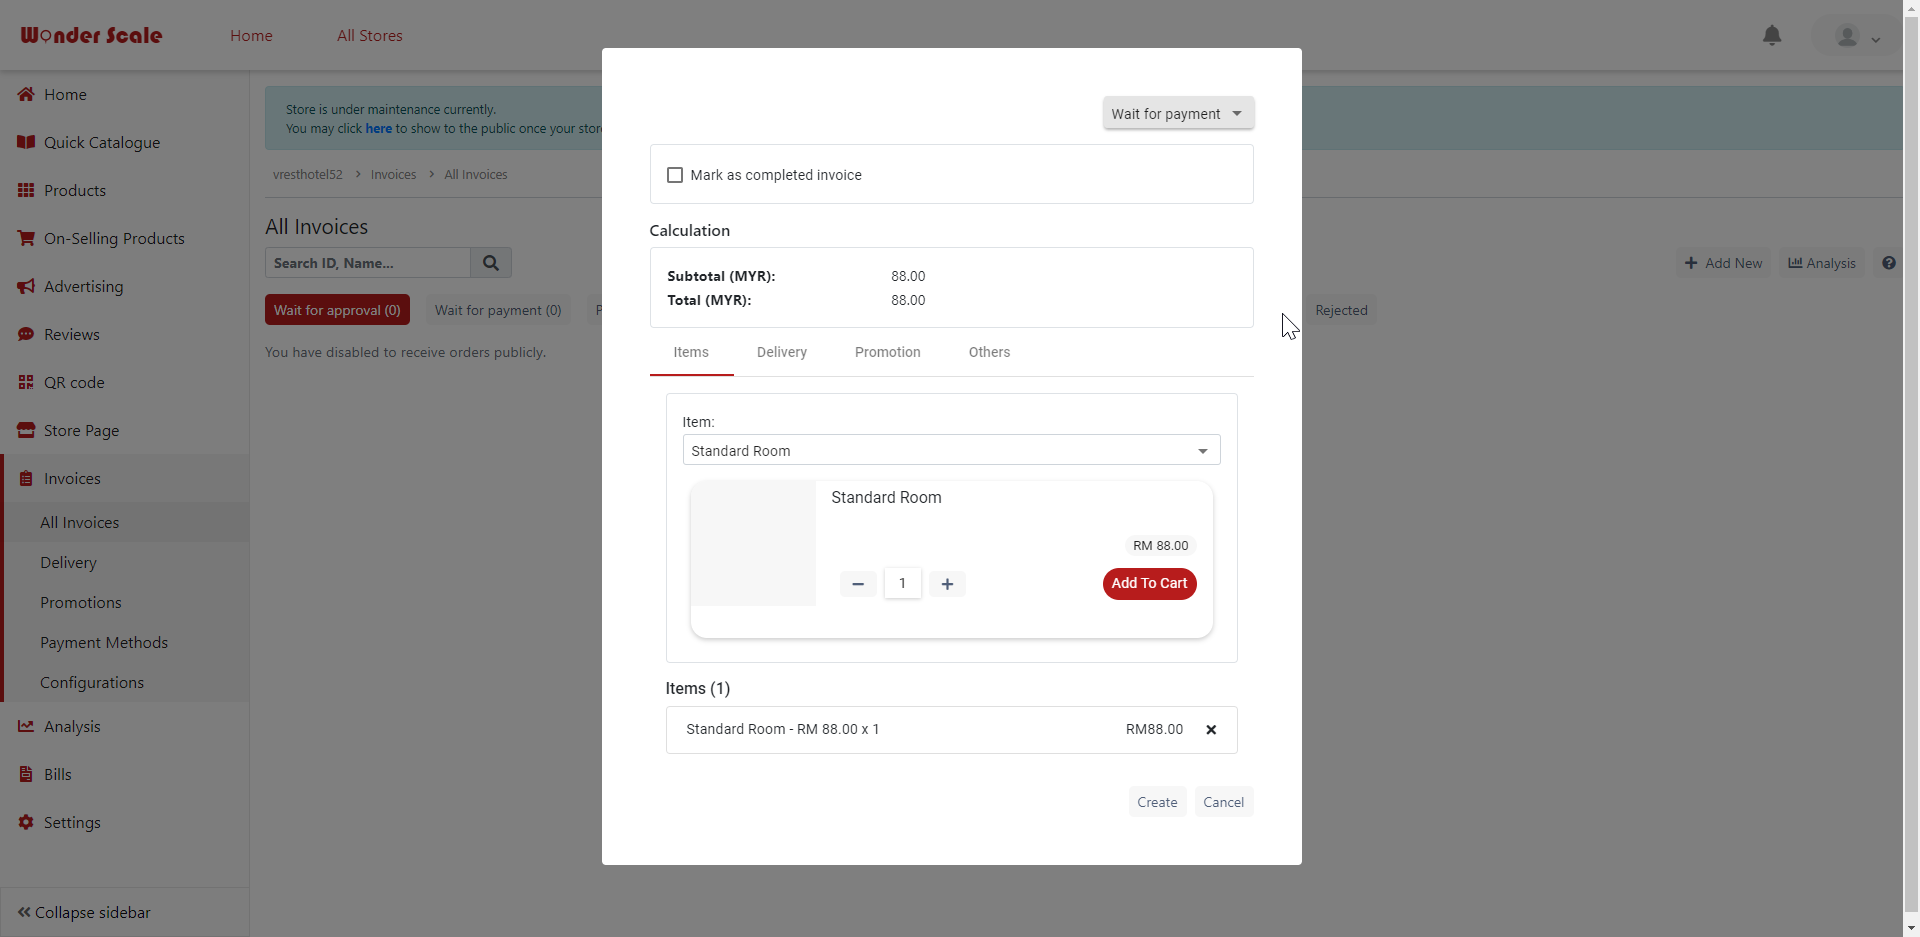 Wonder Scale
Home
All Stores
Home
Quick Catalogue
Products
On-Selling Products
Advertising
Reviews
QR code
Store Page
Invoices
All Invoices
Delivery
Promotions
Payment Methods
Configurations
Analysis
Bills
Settings
Collapse sidebar
Store is under maintenance currently.
You may click here to show to the public once your store
vresthotel52 > Invoices > All Invoices
All Invoices
Search ID, Name...
Add New
Analysis
Wait for approval (0)
Wait for payment (0)
P
Rejected
You have disabled to receive orders publicly.
Wait for payment
Mark as completed invoice
Calculation
Subtotal (MYR): 88.00
Total (MYR): 88.00
Items
Delivery
Promotion
Others
Item:
Standard Room
Standard Room
RM 88.00
1
Add To Cart
Items (1)
Standard Room - RM 88.00 x 1
RM88.00
Create
Cancel